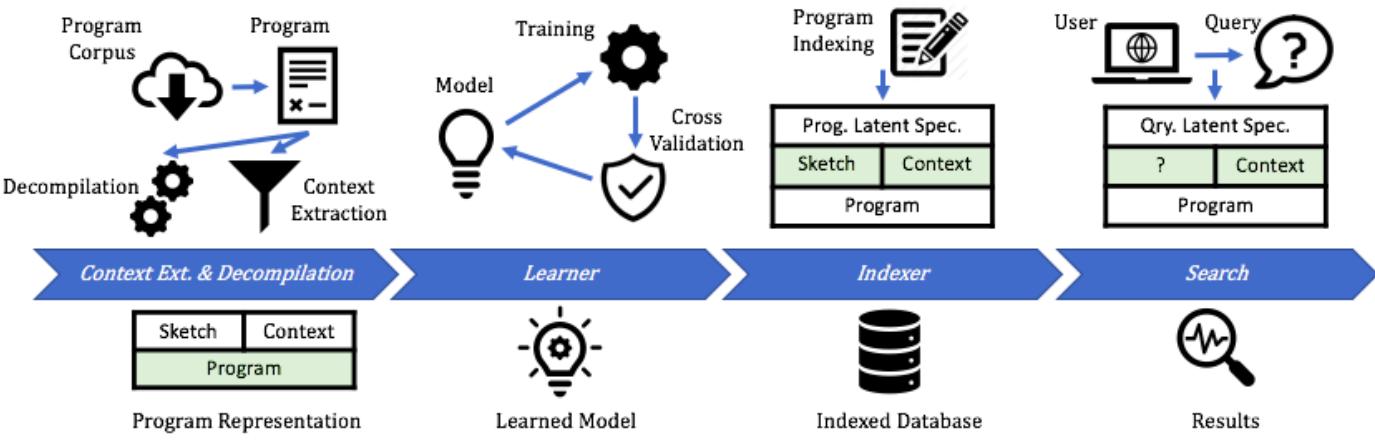 Program
Corpus
Program
Decompilation
Context
Extraction
Training
Model
Cross
Validation
Program
Indexing
Prog. Latent Spec.
Sketch
Context
Program
User
Query
?
Qry. Latent Spec.
?
Context
Program
Context Ext. & Decompilation
Learner
Indexer
Search
Sketch
Context
Program
Program Representation
Learned Model
Indexed Database
Results